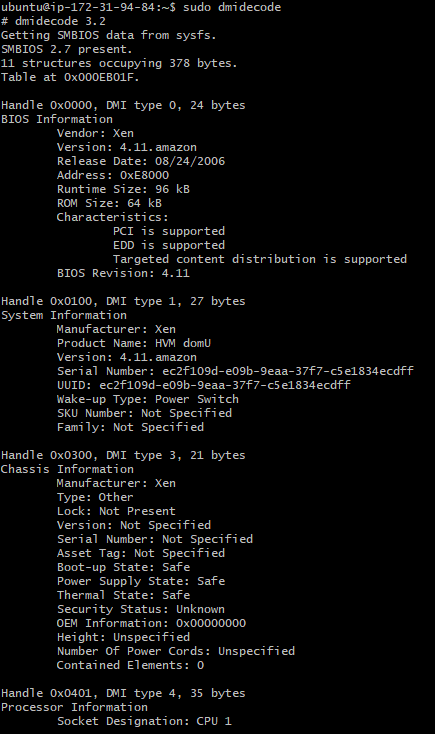 ubuntu@ip-172-31-94-84:~$ sudo dmidecode
# dmidecode 3.2
Getting SMBIOS data from sysfs.
SMBIOS 2.7 present.
11 structures occupying 378 bytes.
Table at 0x000EB01F.

Handle 0x0000, DMI type 0, 24 bytes
BIOS Information
        Vendor: Xen
        Version: 4.11.amazon
        Release Date: 08/24/2006
        Address: 0xE8000
        Runtime Size: 96 kB
        ROM Size: 64 kB
        Characteristics:
                PCI is supported
                EDD is supported
                Targeted content distribution is supported
        BIOS Revision: 4.11

Handle 0x0100, DMI type 1, 27 bytes
System Information
        Manufacturer: Xen
        Product Name: HVM domU
        Version: 4.11.amazon
        Serial Number: ec2f109d-e09b-9eaa-37f7-c5e1834ecdff
        UUID: ec2f109d-e09b-9eaa-37f7-c5e1834ecdff
        Wake-up Type: Power Switch
        SKU Number: Not Specified
        Family: Not Specified

Handle 0x0300, DMI type 3, 21 bytes
Chassis Information
        Manufacturer: Xen
        Type: Other
        Lock: Not Present
        Version: Not Specified
        Serial Number: Not Specified
        Asset Tag: Not Specified
        Boot-up State: Safe
        Power Supply State: Safe
        Thermal State: Safe
        Security Status: Unknown
        OEM Information: 0x00000000
        Height: Unspecified
        Number Of Power Cords: Unspecified
        Contained Elements: 0

Handle 0x0401, DMI type 4, 35 bytes
Processor Information
        Socket Designation: CPU 1